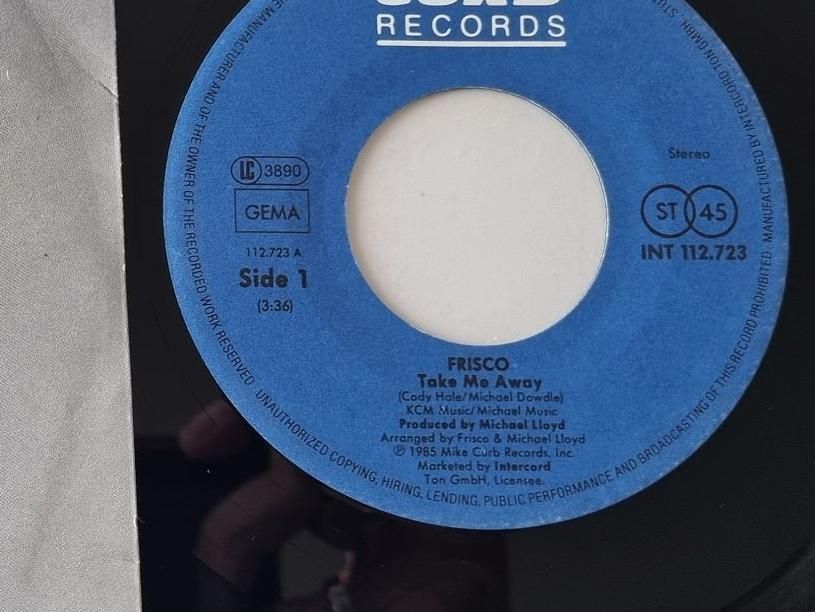 CURB
RECORDS
LC 3890
GEMA
112.723 A
Side 1
(3:36)
Stereo
ST 45
INT 112.723
FRISCO
Take Me Away
(Cody Hale/Michael Dowdle)
KCM Music/Michael Music
Produced by Michael Lloyd
Arranged by Frisco & Michael Lloyd
℗ 1985 Mike Curb Records, Inc.
Marketed by Intercord
Ton GmbH, Licensee.
MANUFACTURER AND OF THE OWNER OF THE RECORDED WORK RESERVED UNAUTHORIZED COPYING, HIRING, LENDING, PUBLIC PERFORMANCE AND BROADCASTING OF THIS RECORD PROHIBITED MANUFACTURED BY INTERCORD TON GMBH,